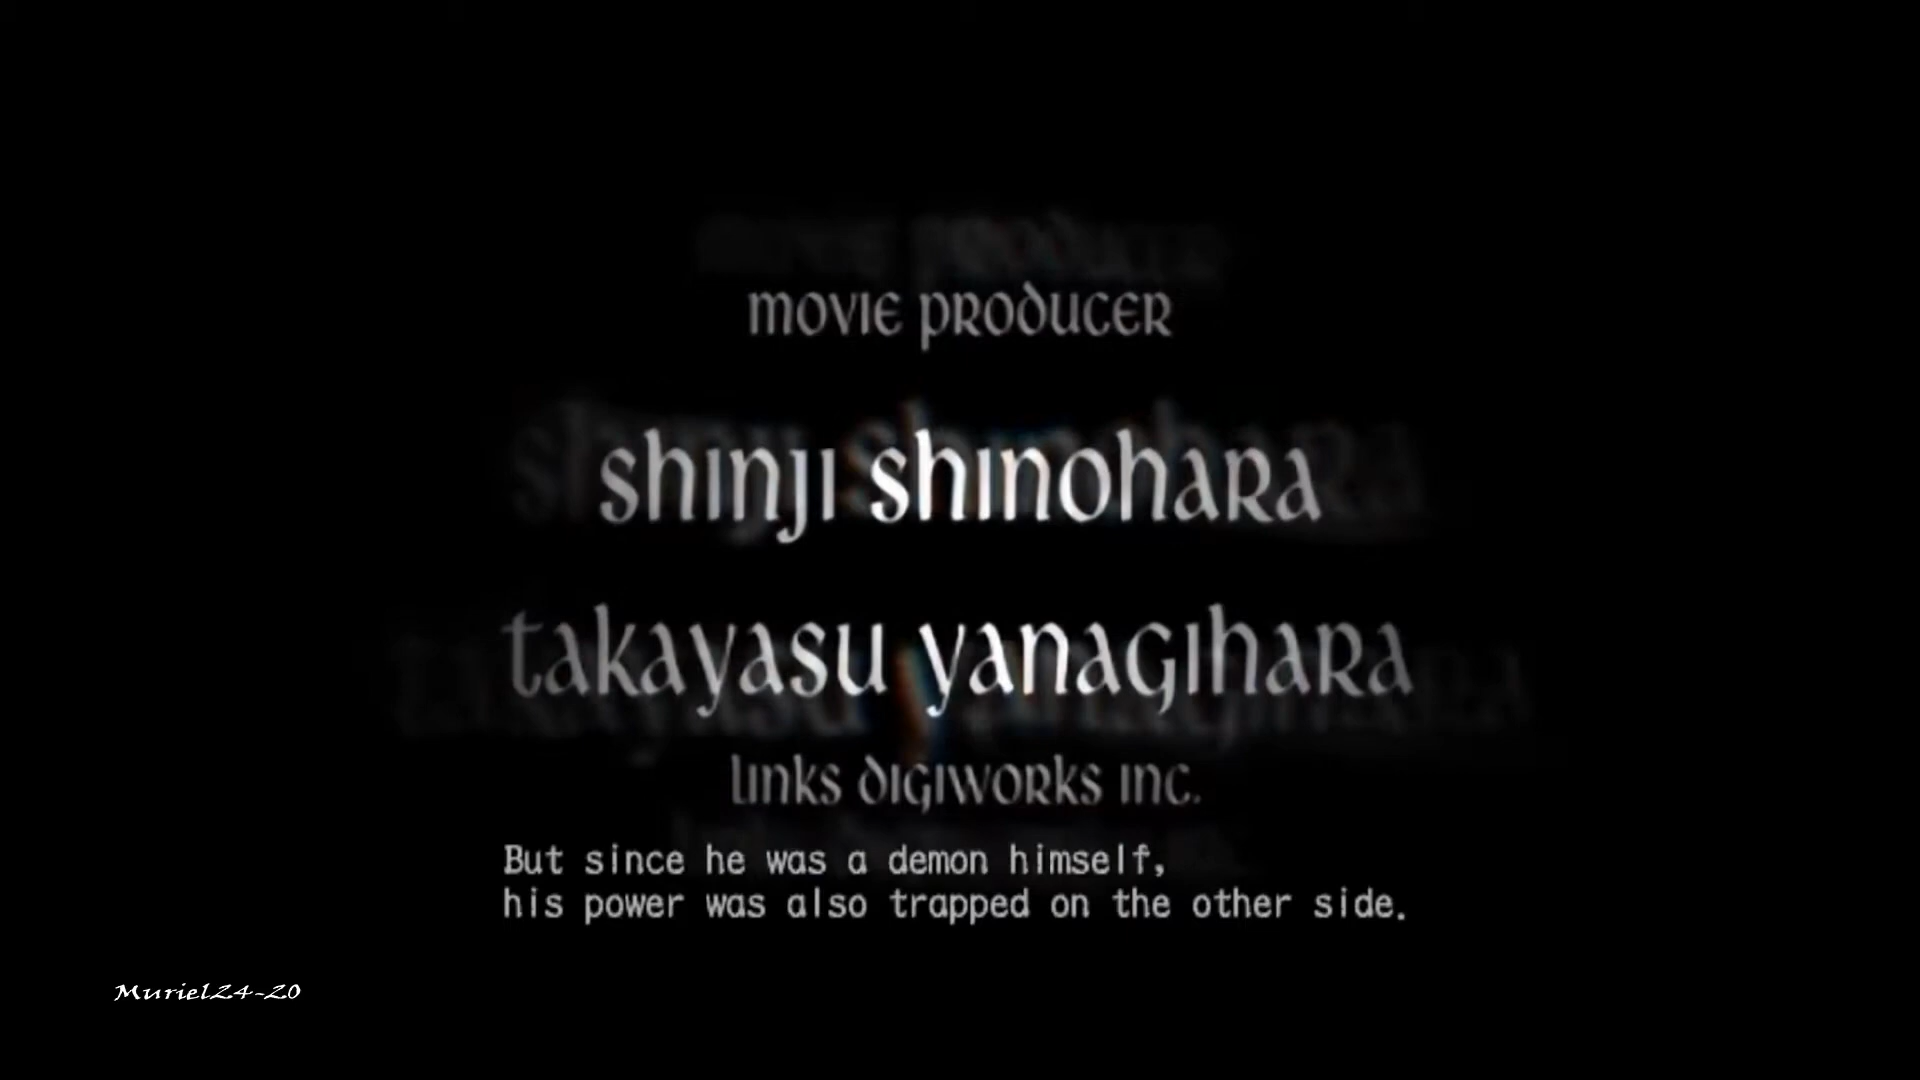 movie producer
shinji shinohara
takayasu yanagihara
links digiworks inc.
But since he was a demon himself,
his power was also trapped on the other side.
Muriel24-20